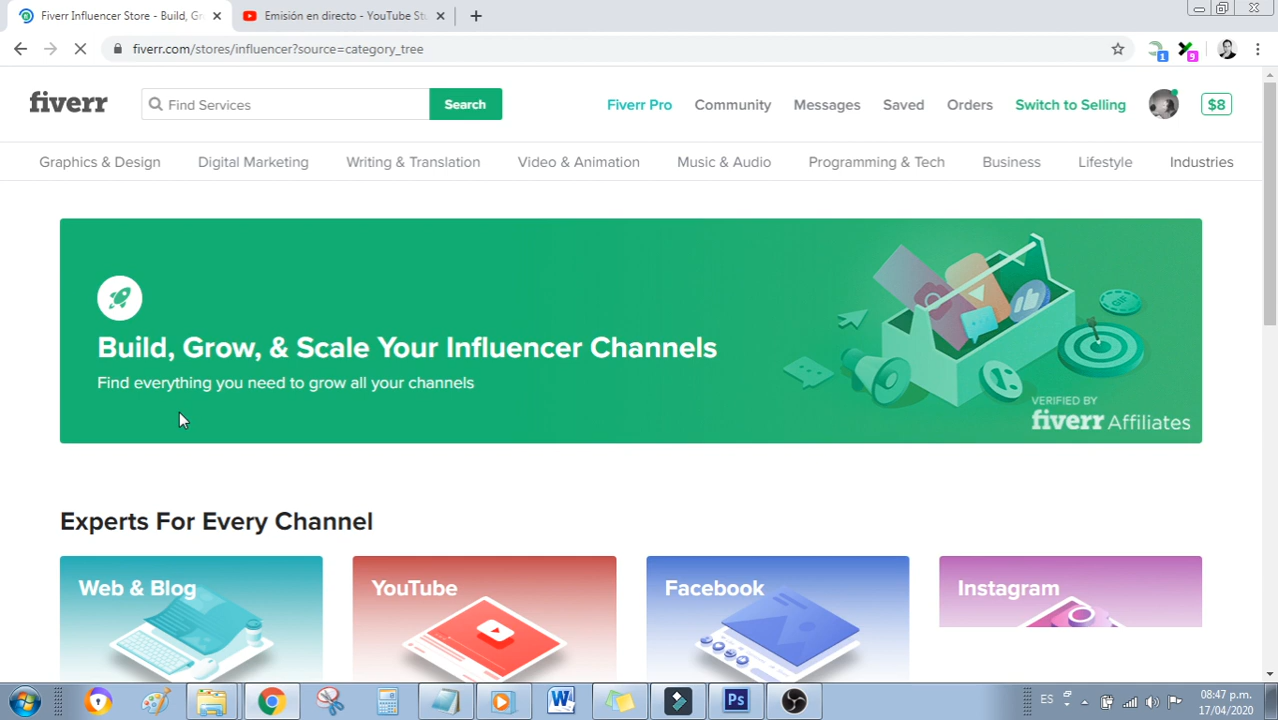 Fiverr Influencer Store - Build, Gr
Emisión en directo - YouTube Stu
fiverr.com/stores/influencer?source=category_tree
1
9
fiverr
Find Services
Search
Fiverr Pro
Community
Messages
Saved
Orders
Switch to Selling
$8
Graphics & Design
Digital Marketing
Writing & Translation
Video & Animation
Music & Audio
Programming & Tech
Business
Lifestyle
Industries
Build, Grow, & Scale Your Influencer Channels
Find everything you need to grow all your channels
GIF
VERIFIED BY
fiverr Affiliates
Experts For Every Channel
Web & Blog
YouTube
Facebook
Instagram
W
Ps
ES
08:47 p.m.
17/04/2020